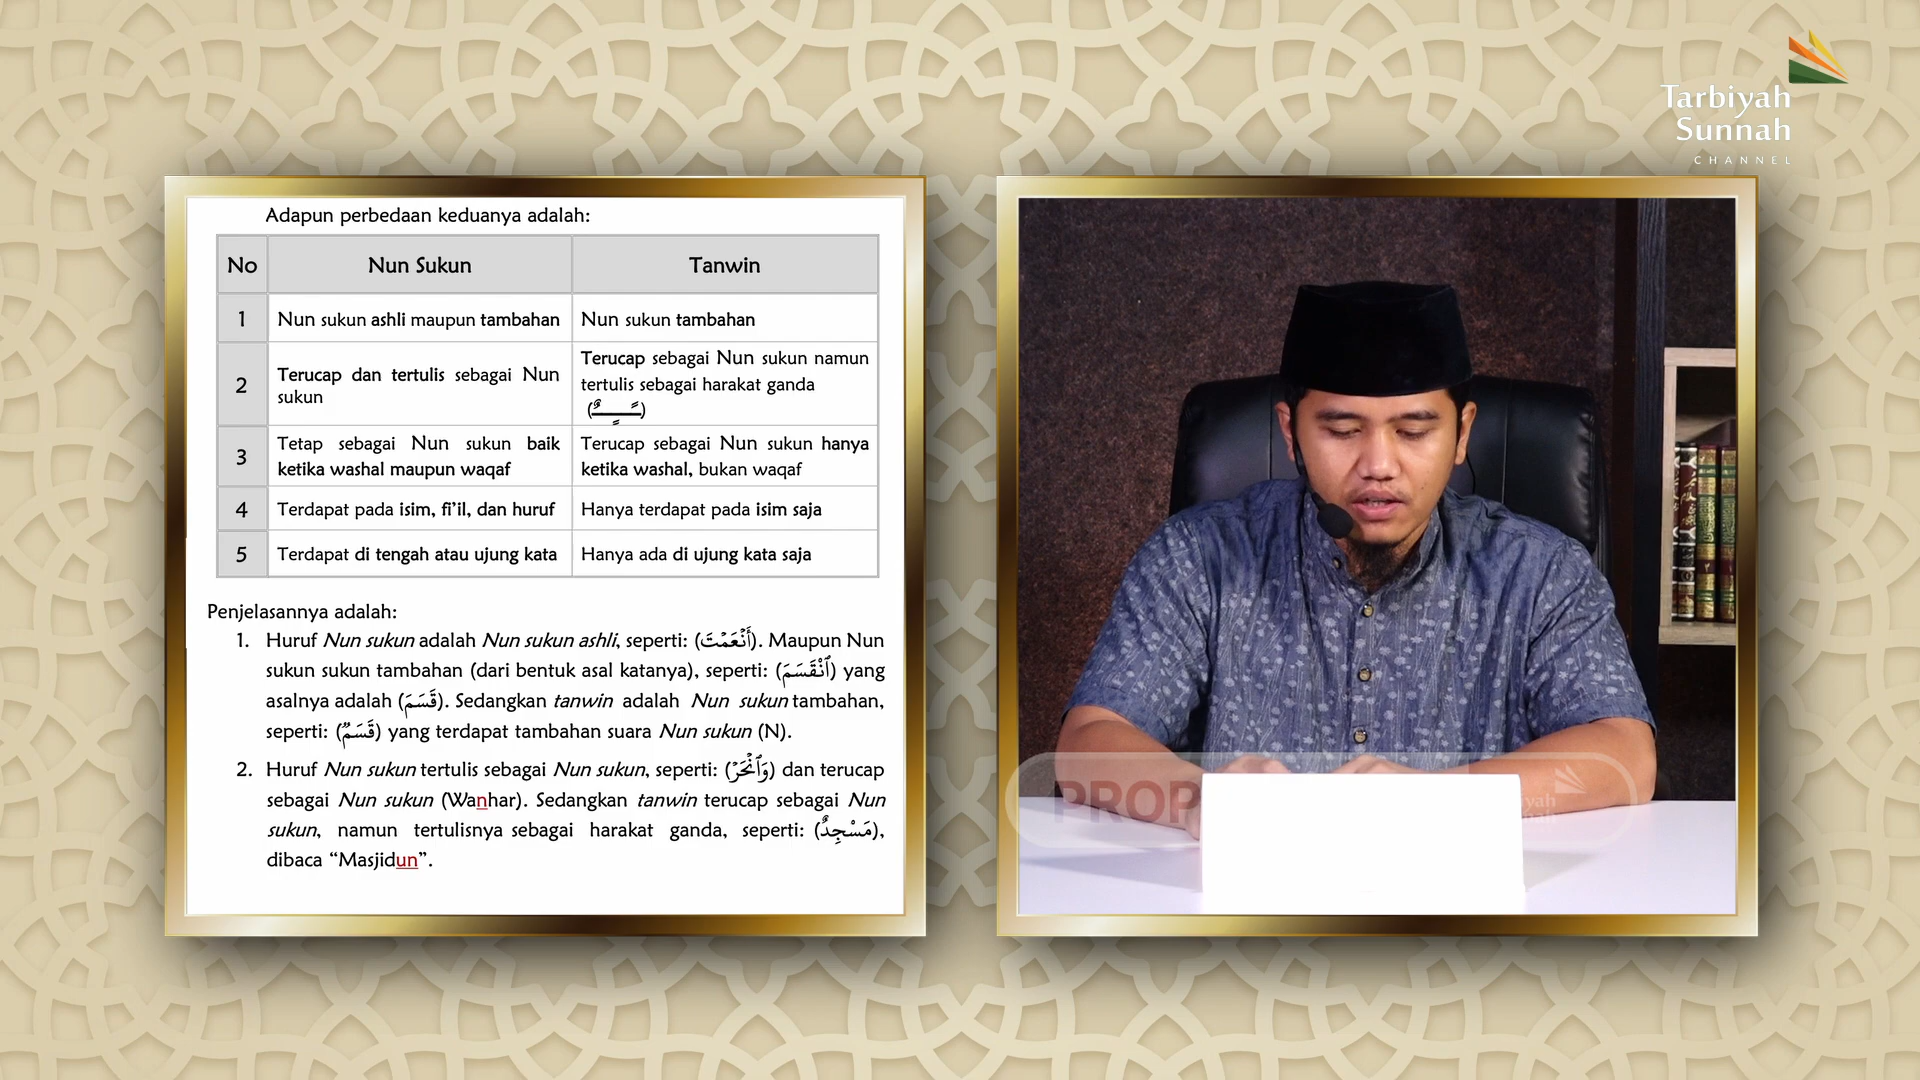 Tarbiyah
Sunnah
CHANNEL
Adapun perbedaan keduanya adalah:
No Nun Sukun Tanwin
1 Nun sukun ashli maupun tambahan Nun sukun tambahan
2 Terucap dan tertulis sebagai Nun sukun Terucap sebagai Nun sukun namun tertulis sebagai harakat ganda (ـًـٍـٌ)
3 Tetap sebagai Nun sukun baik ketika washal maupun waqaf Terucap sebagai Nun sukun hanya ketika washal, bukan waqaf
4 Terdapat pada isim, fi’il, dan huruf Hanya terdapat pada isim saja
5 Terdapat di tengah atau ujung kata Hanya ada di ujung kata saja
Penjelasannya adalah:
1. Huruf Nun sukun adalah Nun sukun ashli, seperti: (أَنْعَمْتَ). Maupun Nun
sukun sukun tambahan (dari bentuk asal katanya), seperti: (ٱنْقَسَمَ) yang
asalnya adalah (قَسَمَ). Sedangkan tanwin adalah Nun sukun tambahan,
seperti: (قَسَمٌ) yang terdapat tambahan suara Nun sukun (N).
2. Huruf Nun sukun tertulis sebagai Nun sukun, seperti: (وَٱنْحَرْ) dan terucap
sebagai Nun sukun (Wanhar). Sedangkan tanwin terucap sebagai Nun
sukun, namun tertulisnya sebagai harakat ganda, seperti: (مَسْجِدٌ),
dibaca “Masjidun”.
PROP